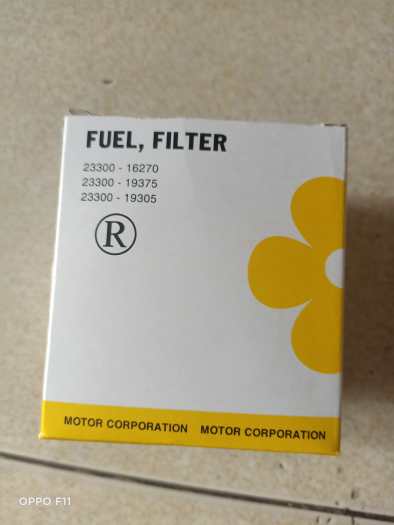 FUEL, FILTER
23300 - 16270
23300 - 19375
23300 - 19305
®
MOTOR CORPORATION MOTOR CORPORATION
OPPO F11